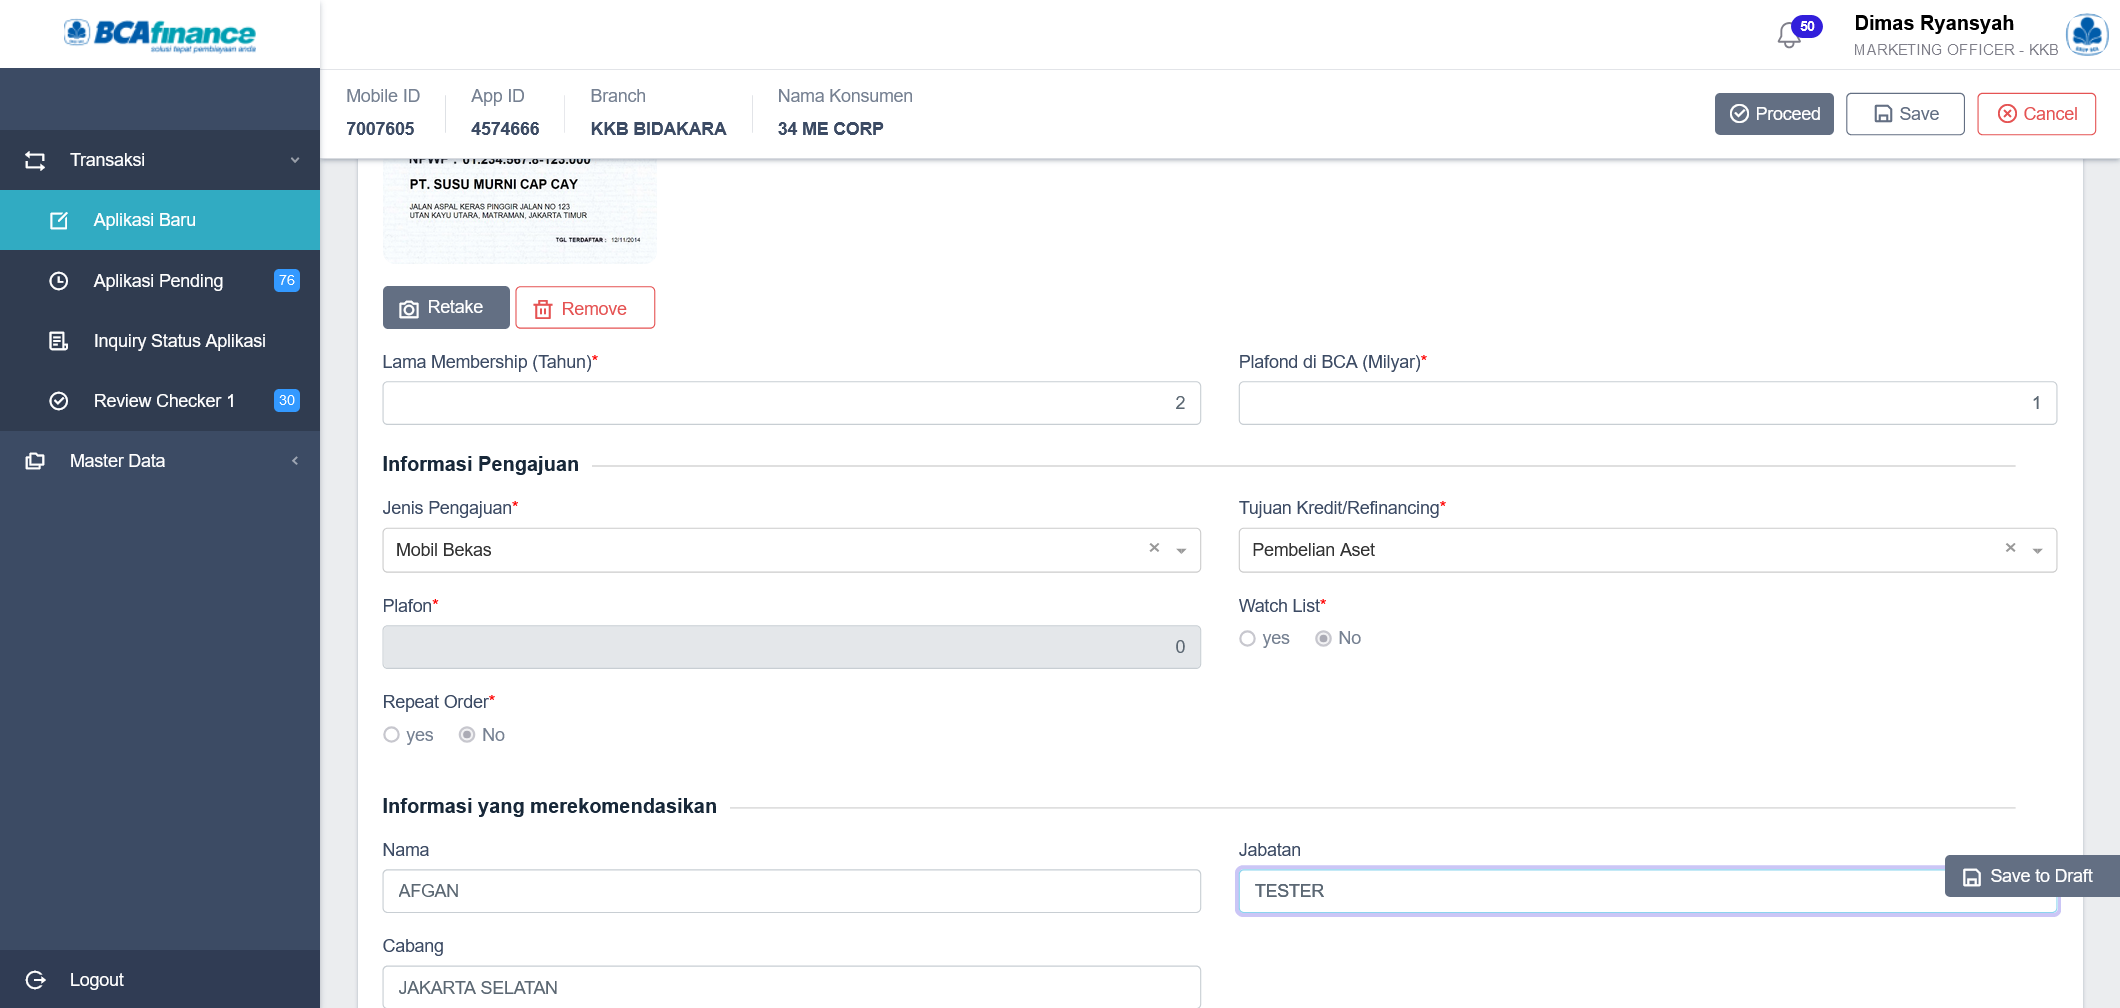 BCAfinance
solusi tepat pembiayaan anda
50
Dimas Ryansyah
MARKETING OFFICER - KKB
Mobile ID
7007605
App ID
4574666
Branch
KKB BIDAKARA
Nama Konsumen
34 ME CORP
Proceed
Save
Cancel
Transaksi
Aplikasi Baru
Aplikasi Pending 76
Inquiry Status Aplikasi
Review Checker 1 30
Master Data
Logout
NPWP : 01.234.567.8-123.000
PT. SUSU MURNI CAP CAY
JALAN ASPAL KERAS PINGGIR JALAN NO 123
UTAN KAYU UTARA, MATRAMAN, JAKARTA TIMUR
TGL TERDAFTAR : 12/11/2014
Retake
Remove
Lama Membership (Tahun)*
2
Plafond di BCA (Milyar)*
1
Informasi Pengajuan
Jenis Pengajuan*
Mobil Bekas
Tujuan Kredit/Refinancing*
Pembelian Aset
Plafon*
0
Watch List*
yes No
Repeat Order*
yes No
Informasi yang merekomendasikan
Nama
AFGAN
Jabatan
TESTER
Save to Draft
Cabang
JAKARTA SELATAN